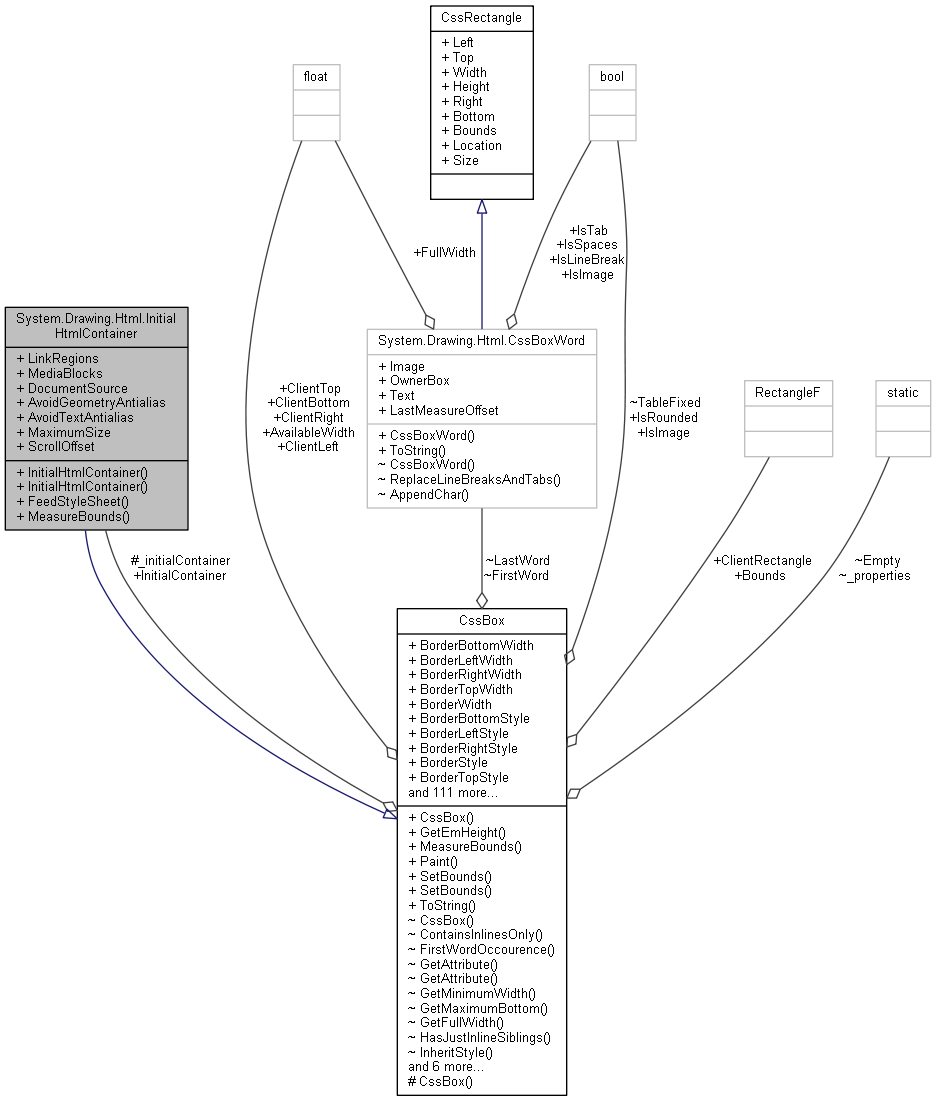 CssRectangle
+ Left
+ Top
+ Width
+ Height
+ Right
+ Bottom
+ Bounds
+ Location
+ Size
float
bool
+FullWidth
+IsTab
+IsSpaces
+IsLineBreak
+IsImage
System.Drawing.Html.Initial
HtmlContainer
+ LinkRegions
+ MediaBlocks
+ DocumentSource
+ AvoidGeometryAntialias
+ AvoidTextAntialias
+ MaximumSize
+ ScrollOffset
+ InitialHtmlContainer()
+ InitialHtmlContainer()
+ FeedStyleSheet()
+ MeasureBounds()
System.Drawing.Html.CssBoxWord
+ Image
+ OwnerBox
+ Text
+ LastMeasureOffset
+ CssBoxWord()
+ ToString()
~ CssBoxWord()
~ ReplaceLineBreaksAndTabs()
~ AppendChar()
+ClientTop
+ClientBottom
+ClientRight
+AvailableWidth
+ClientLeft
~TableFixed
+IsRounded
+IsImage
RectangleF
static
#_initialContainer
+InitialContainer
~LastWord
~FirstWord
+ClientRectangle
+Bounds
~Empty
~_properties
CssBox
+ BorderBottomWidth
+ BorderLeftWidth
+ BorderRightWidth
+ BorderTopWidth
+ BorderWidth
+ BorderBottomStyle
+ BorderLeftStyle
+ BorderRightStyle
+ BorderStyle
+ BorderTopStyle
and 111 more...
+ CssBox()
+ GetEmHeight()
+ MeasureBounds()
+ Paint()
+ SetBounds()
+ SetBounds()
+ ToString()
~ CssBox()
~ ContainsInlinesOnly()
~ FirstWordOccourence()
~ GetAttribute()
~ GetAttribute()
~ GetMinimumWidth()
~ GetMaximumBottom()
~ GetFullWidth()
~ HasJustInlineSiblings()
~ InheritStyle()
and 6 more...
# CssBox()